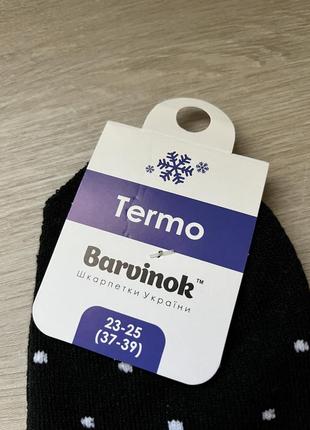 Termo
Barvinok™
Шкарпетки України
23-25
(37-39)